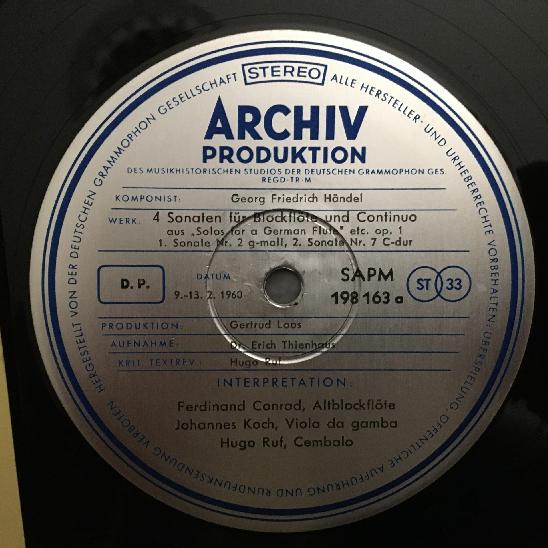 HERGESTELLT VON DER DEUTSCHEN GRAMMOPHON GESELLSCHAFT STEREO ALLE HERSTELLER- UND URHEBERRECHTE VORBEHALTEN· ÜBERSPIELUNG· ÖFFENTLICHE AUFFÜHRUNG UND RUNDFUNKSENDUNG VERBOTEN
ARCHIV
PRODUKTION
DES MUSIKHISTORISCHEN STUDIOS DER DEUTSCHEN GRAMMOPHON GES.
REGD·TR·M
KOMPONIST: Georg Friedrich Händel
WERK: 4 Sonaten für Blockflöte und Continuo
aus „Solos for a German Flute" etc. op. 1
1. Sonate Nr. 2 g-moll, 2. Sonate Nr. 7 C-dur
D. P.
DATUM
9.-13. 2. 1960
SAPM
198 163 a
ST 33
PRODUKTION: Gertrud Loos
AUFNAHME: Dr. Erich Thienhaus
KRIT. TEXTREV.: Hugo Ruf
INTERPRETATION:
Ferdinand Conrad, Altblockflöte
Johannes Koch, Viola da gamba
Hugo Ruf, Cembalo